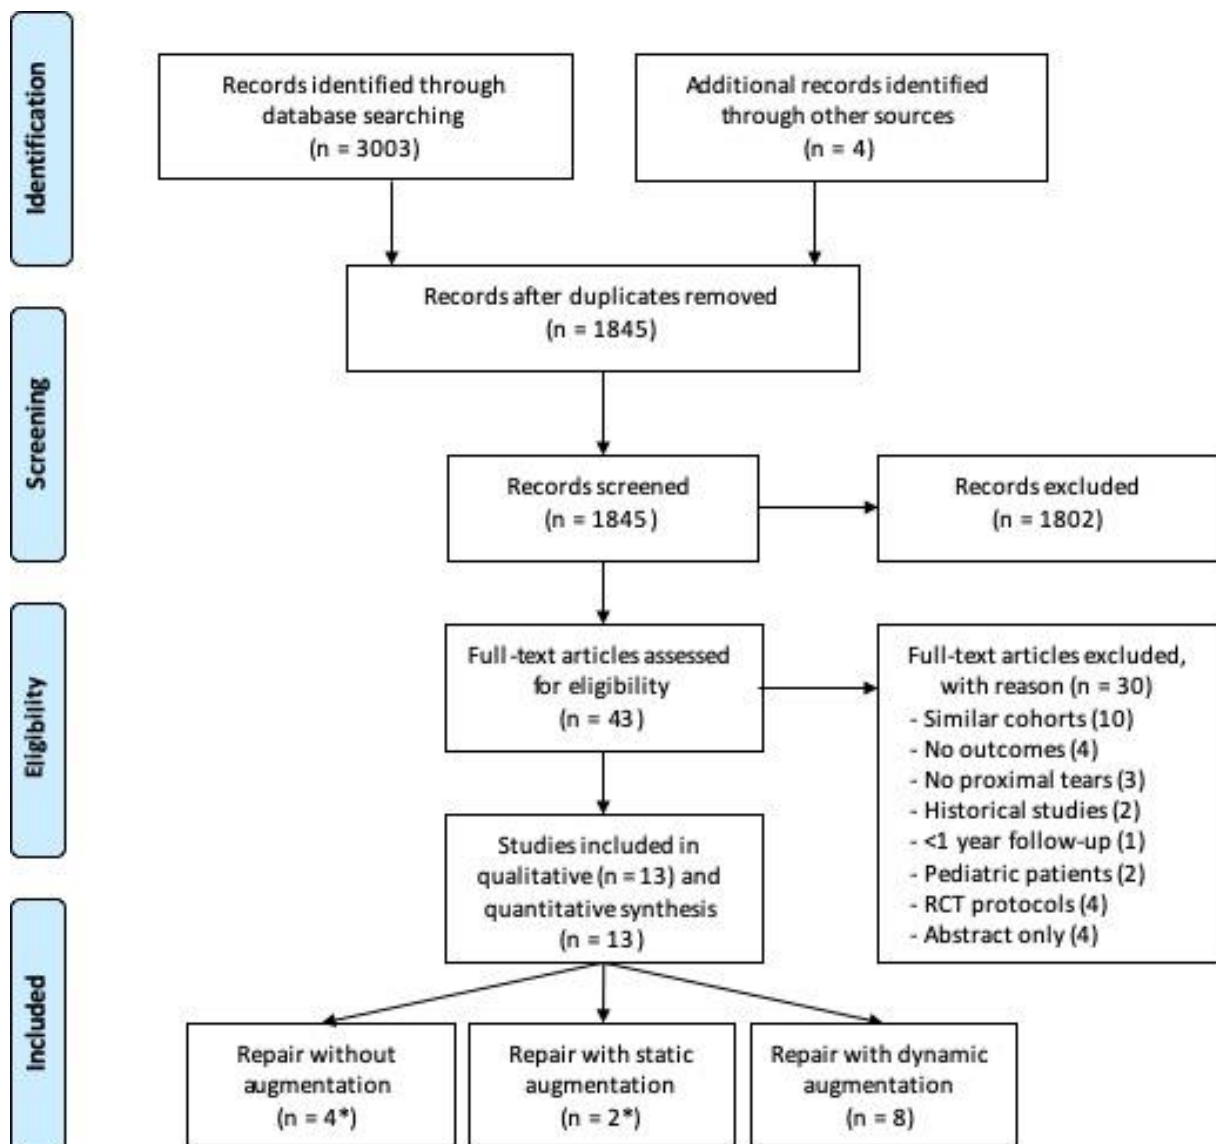 Identification
Records identified through
database searching
(n = 3003)
Additional records identified
through other sources
(n = 4)
Records after duplicates removed
(n = 1845)
Screening
Records screened
(n = 1845)
Records excluded
(n = 1802)
Eligibility
Full-text articles assessed
for eligibility
(n = 43)
Full-text articles excluded,
with reason (n = 30)
- Similar cohorts (10)
- No outcomes (4)
- No proximal tears (3)
- Historical studies (2)
- <1 year follow-up (1)
- Pediatric patients (2)
- RCT protocols (4)
- Abstract only (4)
Studies included in
qualitative (n = 13) and
quantitative synthesis
(n = 13)
Included
Repair without
augmentation
(n = 4*)
Repair with static
augmentation
(n = 2*)
Repair with dynamic
augmentation
(n = 8)